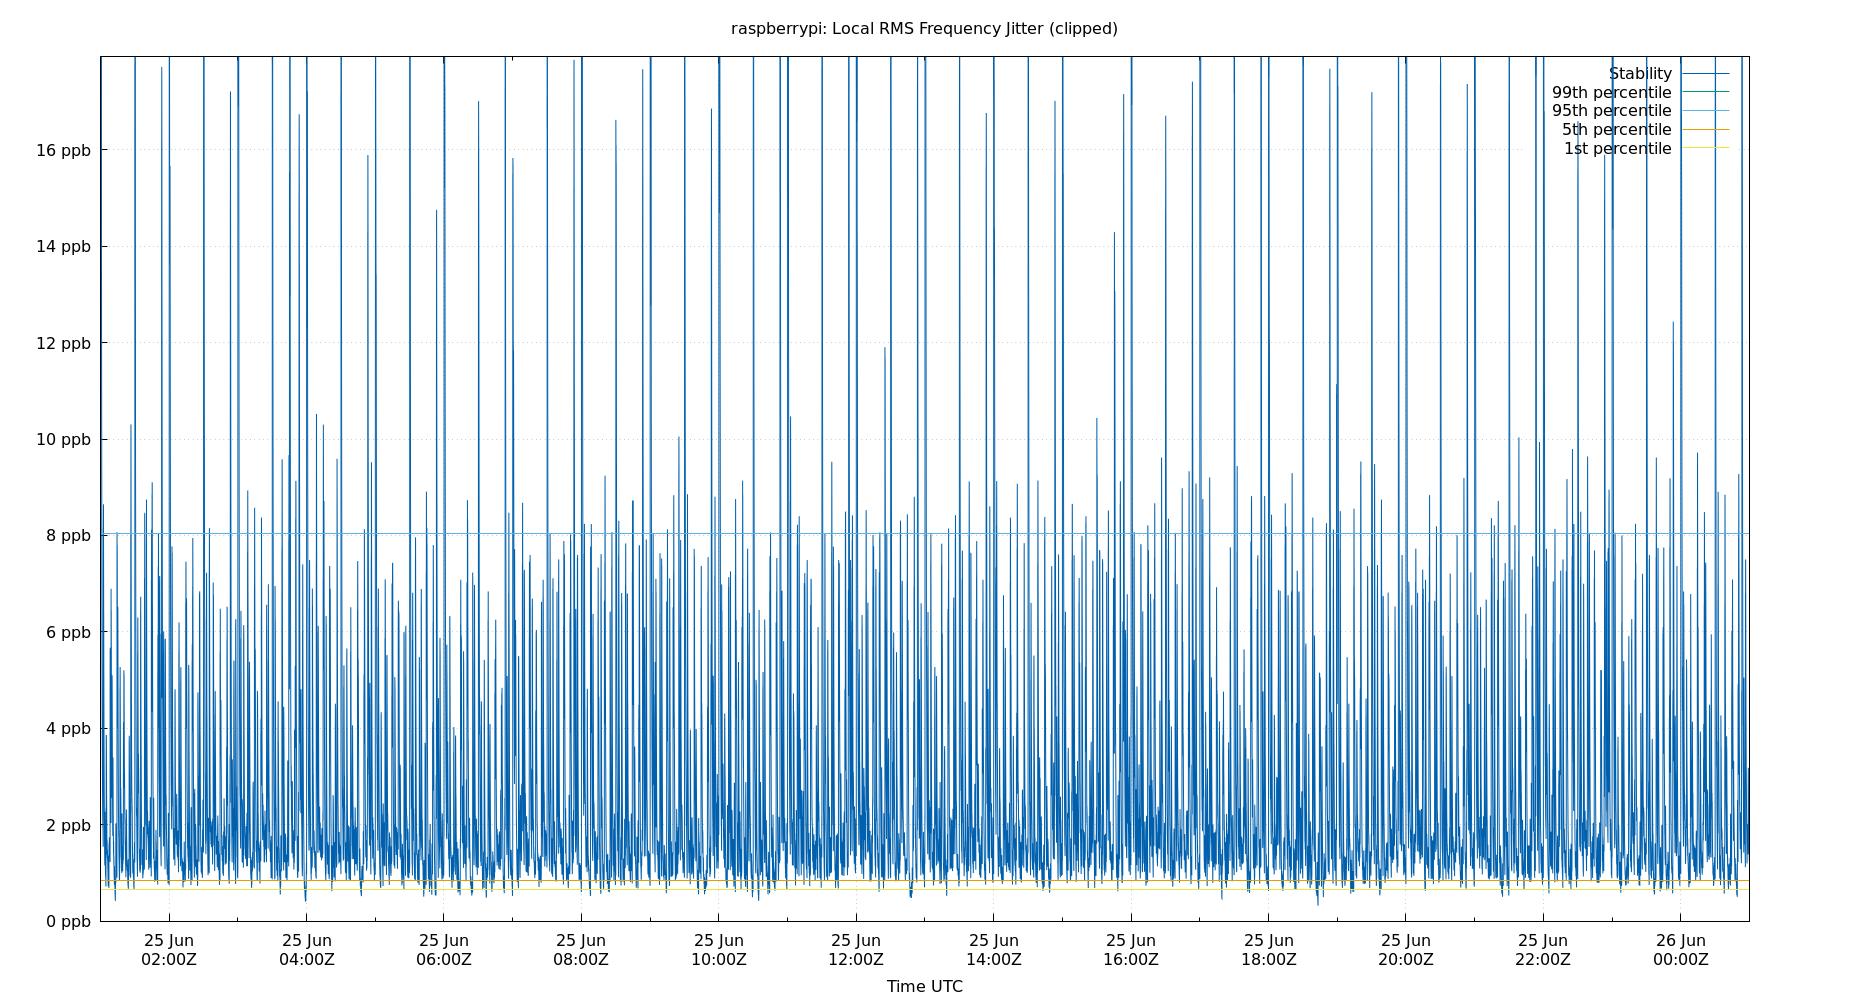 raspberrypi: Local RMS Frequency Jitter (clipped)
Stability
99th percentile
95th percentile
5th percentile
1st percentile
16 ppb
14 ppb
12 ppb
10 ppb
8 ppb
6 ppb
4 ppb
2 ppb
0 ppb
25 Jun 25 Jun 25 Jun 25 Jun 25 Jun 25 Jun 25 Jun 25 Jun 25 Jun 25 Jun 25 Jun 26 Jun
02:00Z 04:00Z 06:00Z 08:00Z 10:00Z 12:00Z 14:00Z 16:00Z 18:00Z 20:00Z 22:00Z 00:00Z
Time UTC